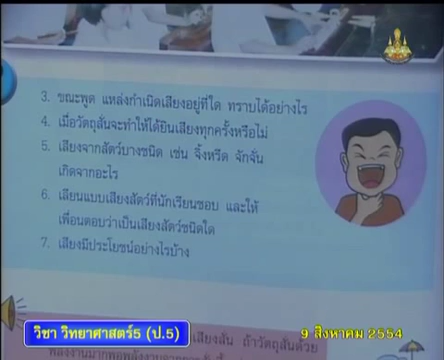 3. ขณะพูด แหล่งกำเนิดเสียงอยู่ที่ใด ทราบได้อย่างไร
4. เมื่อวัตถุสั่นจะทำให้ได้ยินเสียงทุกครั้งหรือไม่
5. เสียงจากสัตว์บางชนิด เช่น จิ้งหรีด จักจั่น
เกิดจากอะไร
6. เลียนแบบเสียงสัตว์ที่นักเรียนชอบ และให้
เพื่อนตอบว่าเป็นเสียงสัตว์ชนิดใด
7. เสียงมีประโยชน์อย่างไรบ้าง
เสียงสั่น ถ้าวัตถุสั่นด้วย
วิชา วิทยาศาสตร์5 (ป.5)
9 สิงหาคม 2554